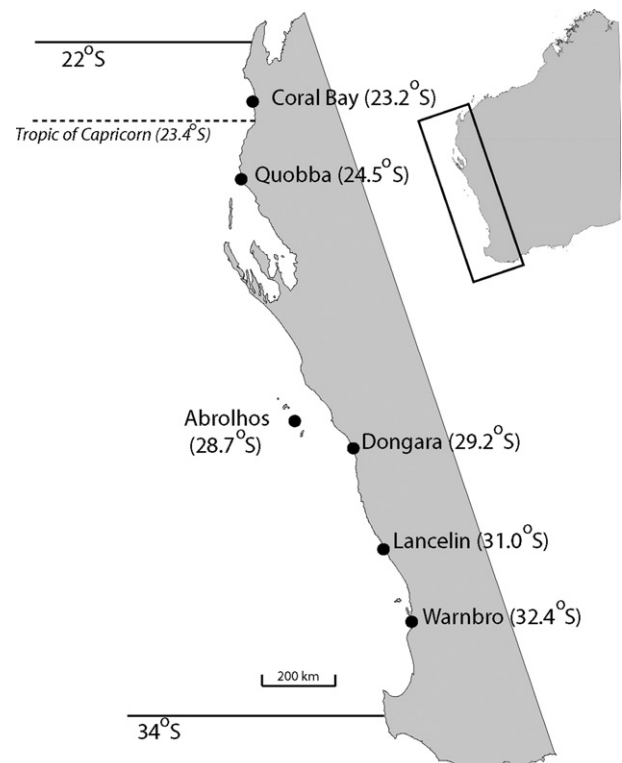 22°S
Coral Bay (23.2°S)
Tropic of Capricorn (23.4°S)
Quobba (24.5°S)
Abrolhos
(28.7°S)
Dongara (29.2°S)
Lancelin (31.0°S)
Warnbro (32.4°S)
200 km
34°S